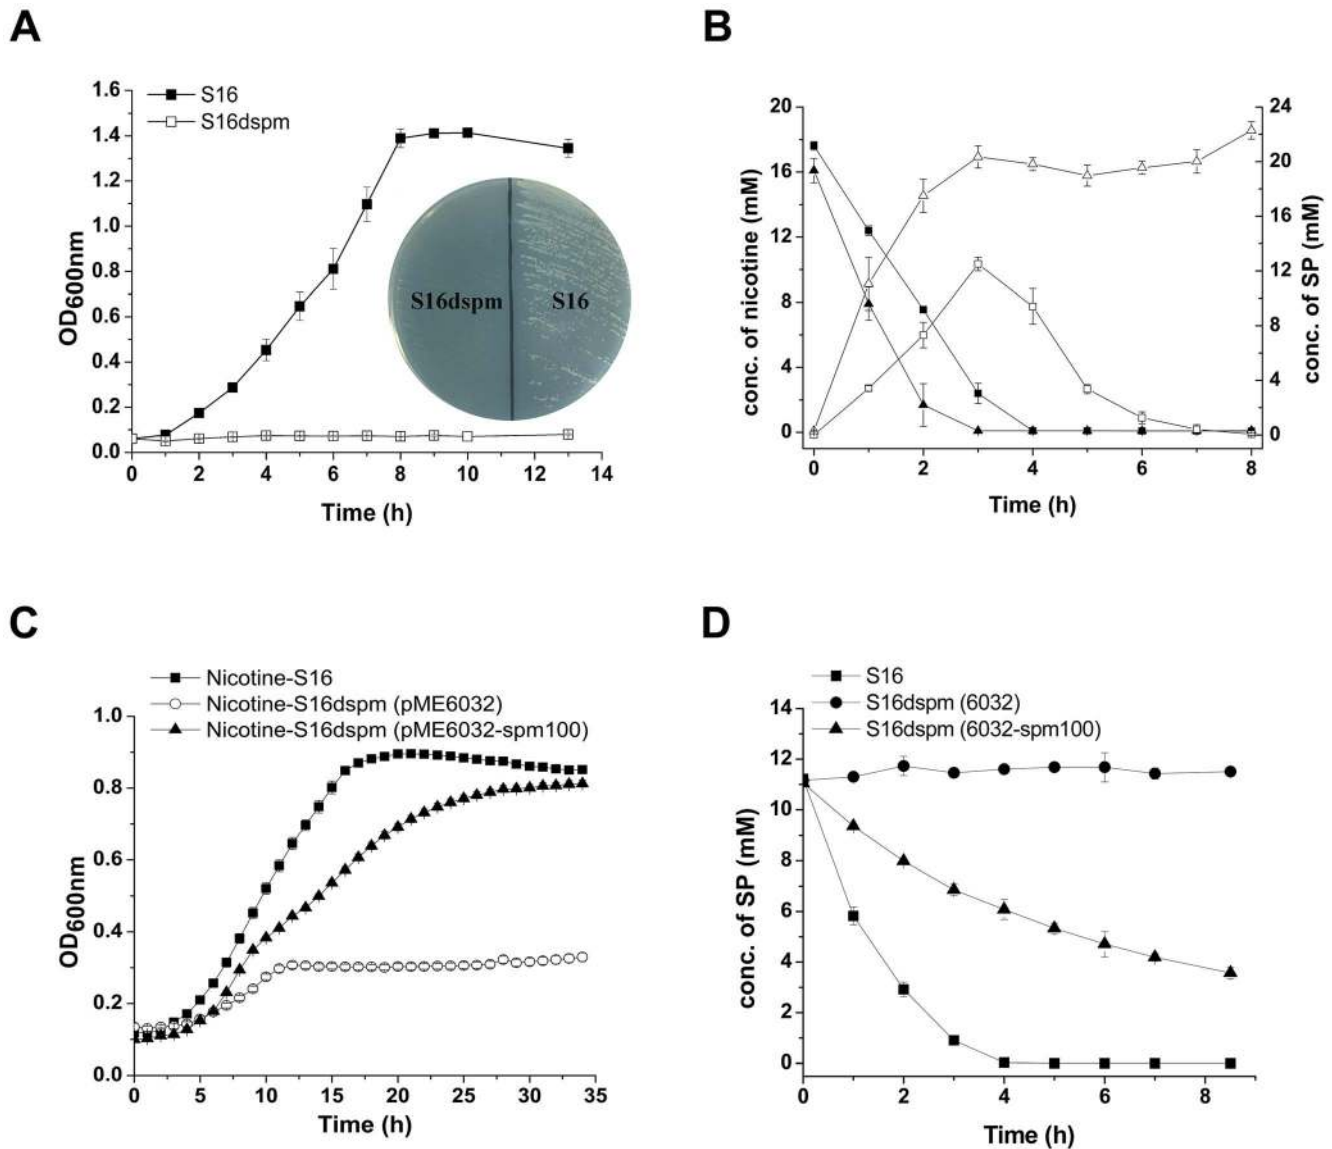 A
S16
S16dspm
1.6
1.4
1.2
1.0
0.8
0.6
0.4
0.2
0.0
OD600nm
S16dspm S16
0 2 4 6 8 10 12 14
Time (h)
B
20
16
12
8
4
0
conc. of nicotine (mM)
24
20
16
12
8
4
0
conc. of SP (mM)
0 2 4 6 8
Time (h)
C
Nicotine-S16
Nicotine-S16dspm (pME6032)
Nicotine-S16dspm (pME6032-spm100)
1.0
0.8
0.6
0.4
0.2
0.0
OD600nm
0 5 10 15 20 25 30 35
Time (h)
D
S16
S16dspm (6032)
S16dspm (6032-spm100)
14
12
10
8
6
4
2
0
conc. of SP (mM)
0 2 4 6 8
Time (h)